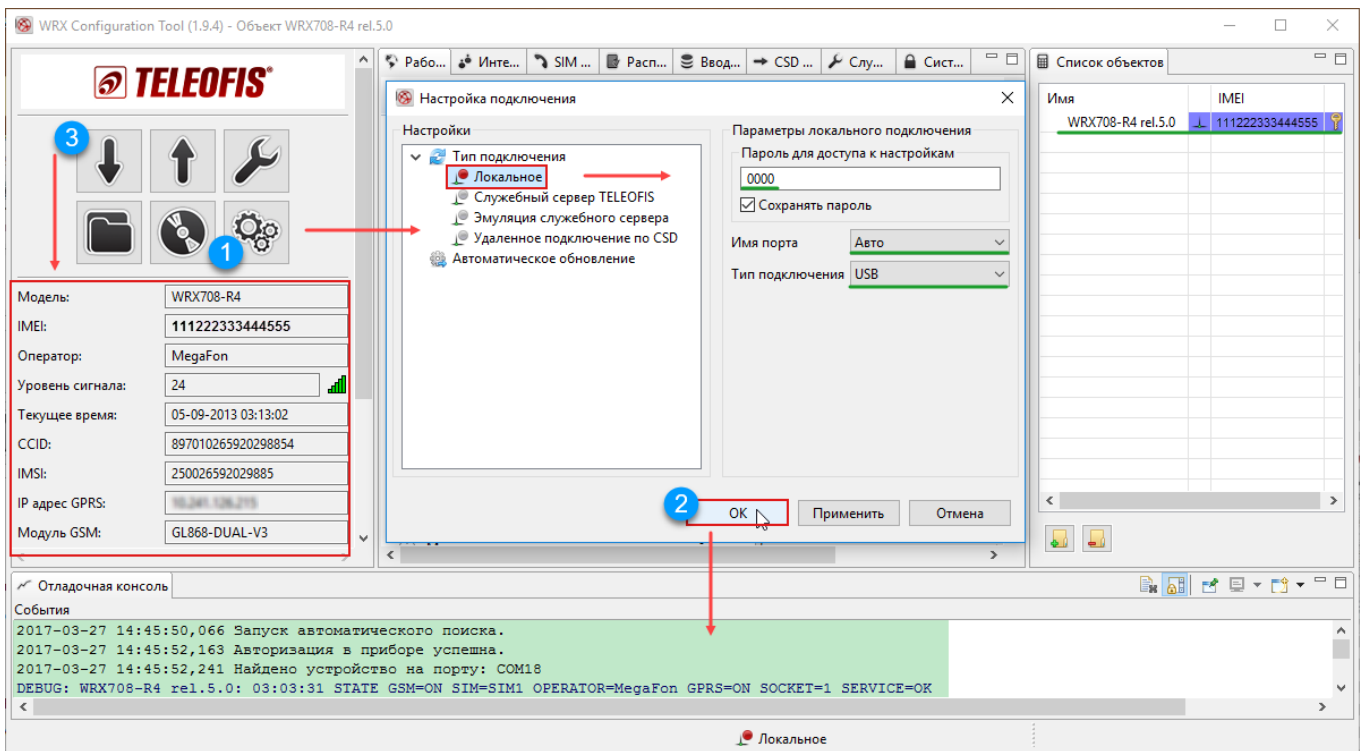 WRX Configuration Tool (1.9.4) - Объект WRX708-R4 rel.5.0
TELEOFIS®
3
1
Модель: WRX708-R4
IMEI: 111222333444555
Оператор: MegaFon
Уровень сигнала: 24
Текущее время: 05-09-2013 03:13:02
CCID: 897010265920298854
IMSI: 250026592029885
IP адрес GPRS:
Модуль GSM: GL868-DUAL-V3
Рабо... Инте... SIM ... Расп... Ввод... CSD ... Слу... Сист...
Настройка подключения
Настройки
Тип подключения
Локальное
Служебный сервер TELEOFIS
Эмуляция служебного сервера
Удаленное подключение по CSD
Автоматическое обновление
Параметры локального подключения
Пароль для доступа к настройкам
0000
Сохранять пароль
Имя порта Авто
Тип подключения USB
2
OK Применить Отмена
Список объектов
Имя IMEI
WRX708-R4 rel.5.0 111222333444555
Отладочная консоль
События
2017-03-27 14:45:50,066 Запуск автоматического поиска.
2017-03-27 14:45:52,163 Авторизация в приборе успешна.
2017-03-27 14:45:52,241 Найдено устройство на порту: COM18
DEBUG: WRX708-R4 rel.5.0: 03:03:31 STATE GSM=ON SIM=SIM1 OPERATOR=MegaFon GPRS=ON SOCKET=1 SERVICE=OK
Локальное